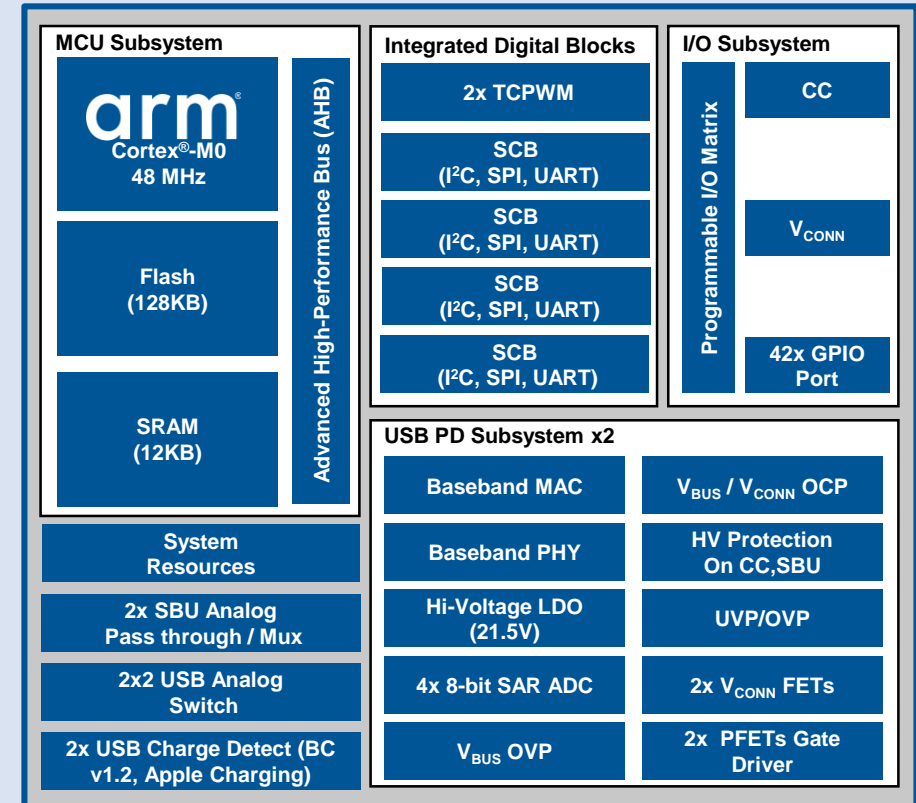 MCU Subsystem
arm®
Cortex®-M0
48 MHz
Flash
(128KB)
SRAM
(12KB)
Advanced High-Performance Bus (AHB)
Integrated Digital Blocks
2x TCPWM
SCB
(I²C, SPI, UART)
SCB
(I²C, SPI, UART)
SCB
(I²C, SPI, UART)
SCB
(I²C, SPI, UART)
I/O Subsystem
Programmable I/O Matrix
CC
VCONN
42x GPIO
Port
System
Resources
2x SBU Analog
Pass through / Mux
2x2 USB Analog
Switch
2x USB Charge Detect (BC
v1.2, Apple Charging)
USB PD Subsystem x2
Baseband MAC
Baseband PHY
Hi-Voltage LDO
(21.5V)
4x 8-bit SAR ADC
VBUS OVP
VBUS / VCONN OCP
HV Protection
On CC,SBU
UVP/OVP
2x VCONN FETs
2x PFETs Gate
Driver